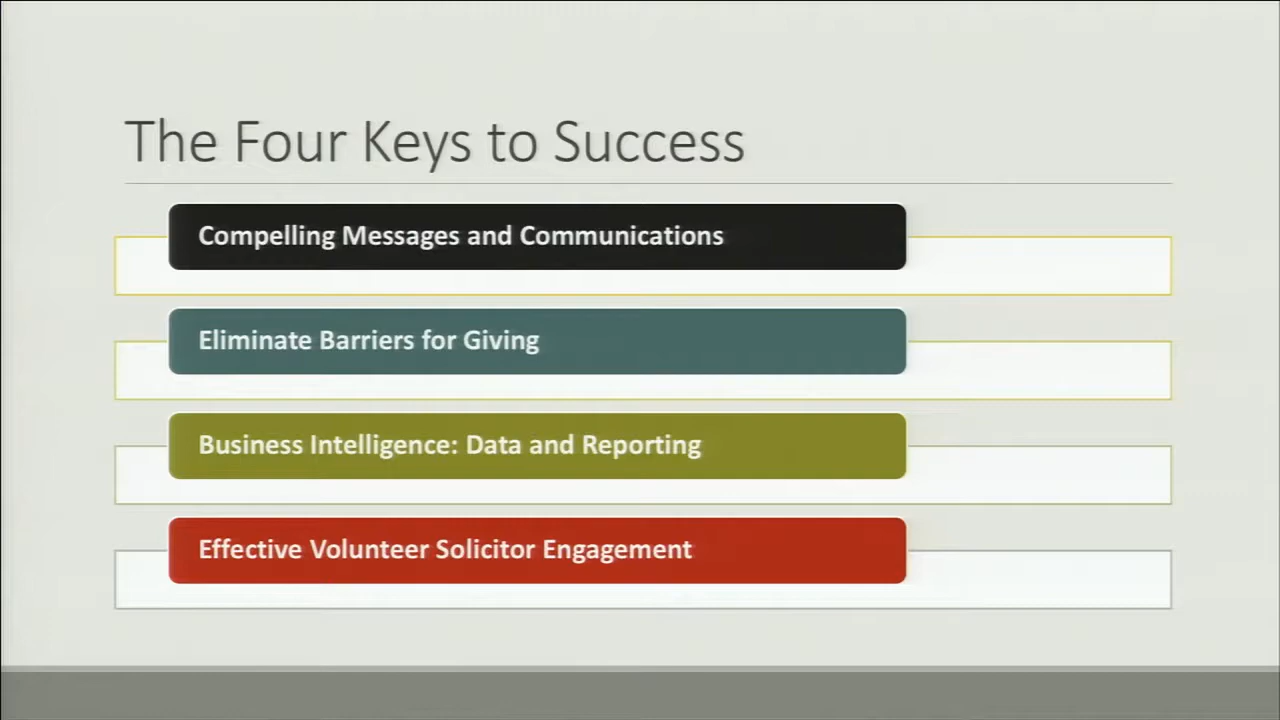 The Four Keys to Success
Compelling Messages and Communications
Eliminate Barriers for Giving
Business Intelligence: Data and Reporting
Effective Volunteer Solicitor Engagement